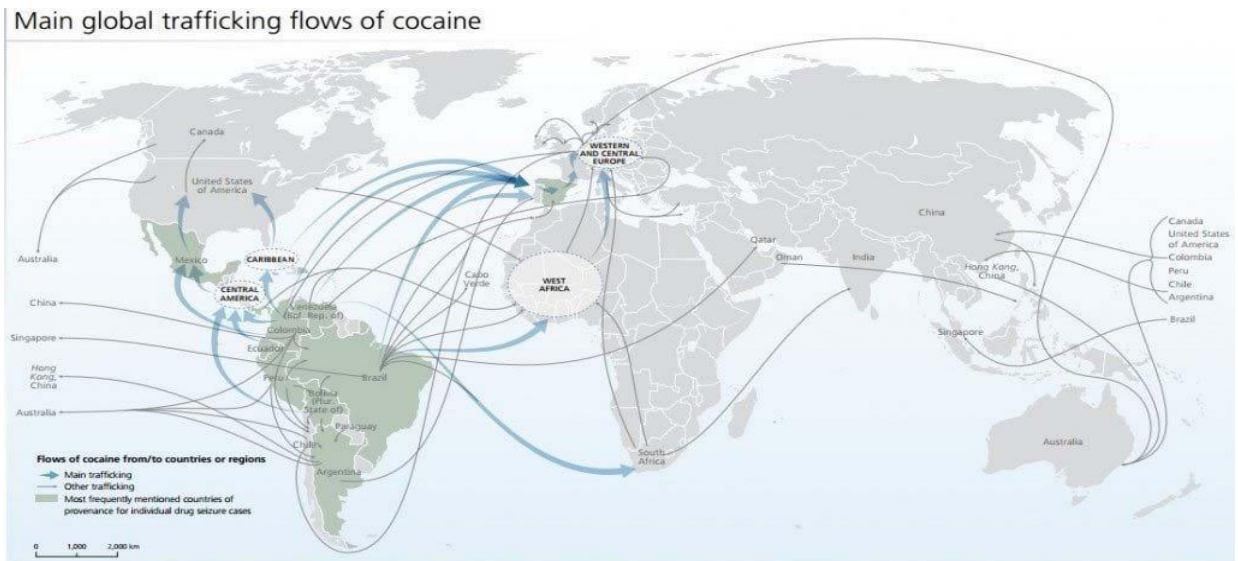 Main global trafficking flows of cocaine
Canada
United States
of America
Australia
Mexico
CARIBBEAN
CENTRAL
AMERICA
China
Singapore
Hong
Kong,
China
Australia
Venezuela
(Bol. Rep. of)
Colombia
Ecuador
Peru
Brazil
Bolivia
(Plur.
State of)
Paraguay
Chile
Argentina
WESTERN
AND CENTRAL
EUROPE
Cabo
Verde
WEST
AFRICA
South
Africa
Qatar
Oman
India
China
Hong Kong,
China
Singapore
Australia
Canada
United States
of America
Colombia
Peru
Chile
Argentina
Brazil
Flows of cocaine from/to countries or regions
Main trafficking
Other trafficking
Most frequently mentioned countries of
provenance for individual drug seizure cases
0 1,000 2,000 km